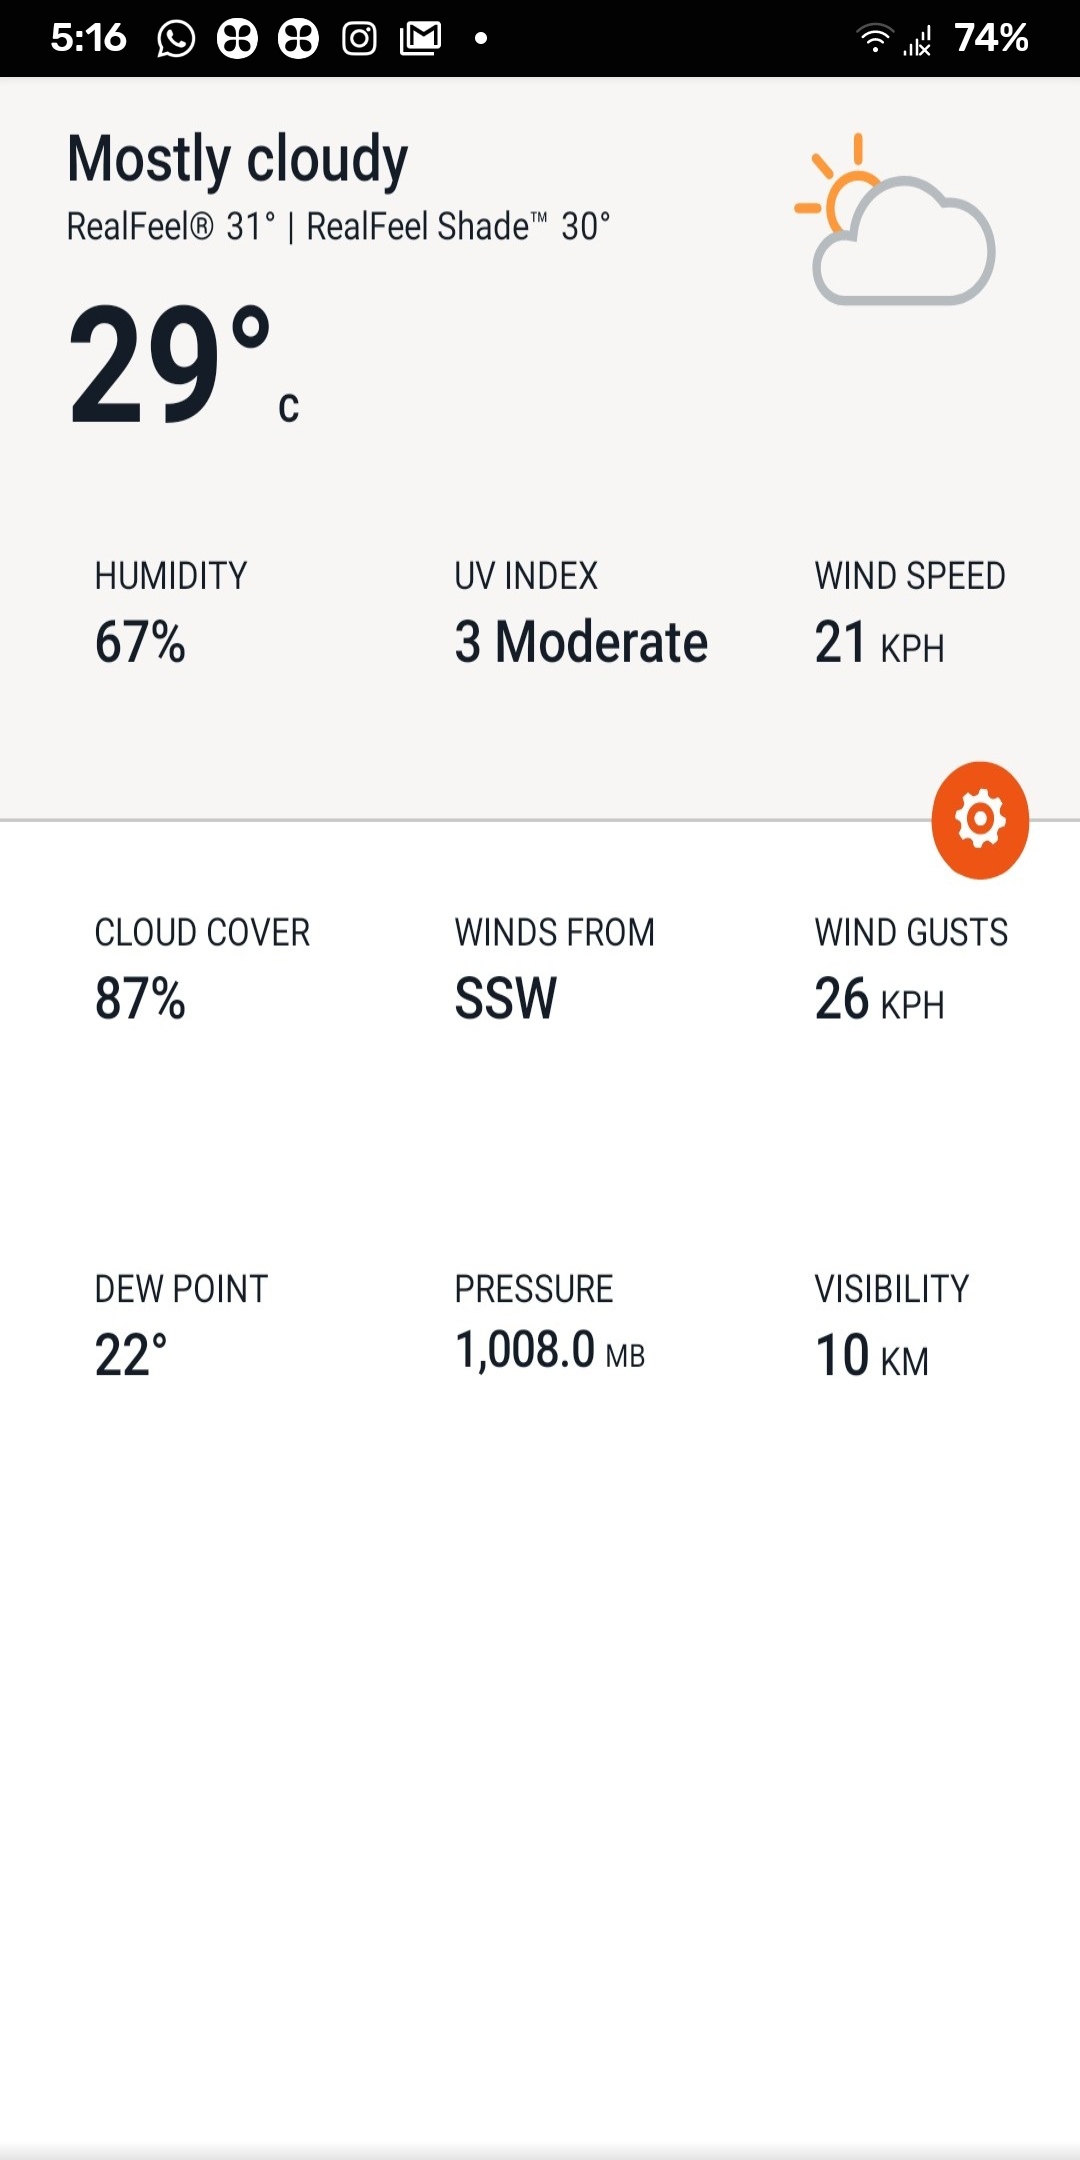 5:16 74%
Mostly cloudy
RealFeel® 31° | RealFeel Shade™ 30°
29° C
HUMIDITY UV INDEX WIND SPEED
67% 3 Moderate 21 KPH
CLOUD COVER WINDS FROM WIND GUSTS
87% SSW 26 KPH
DEW POINT PRESSURE VISIBILITY
22° 1,008.0 MB 10 KM